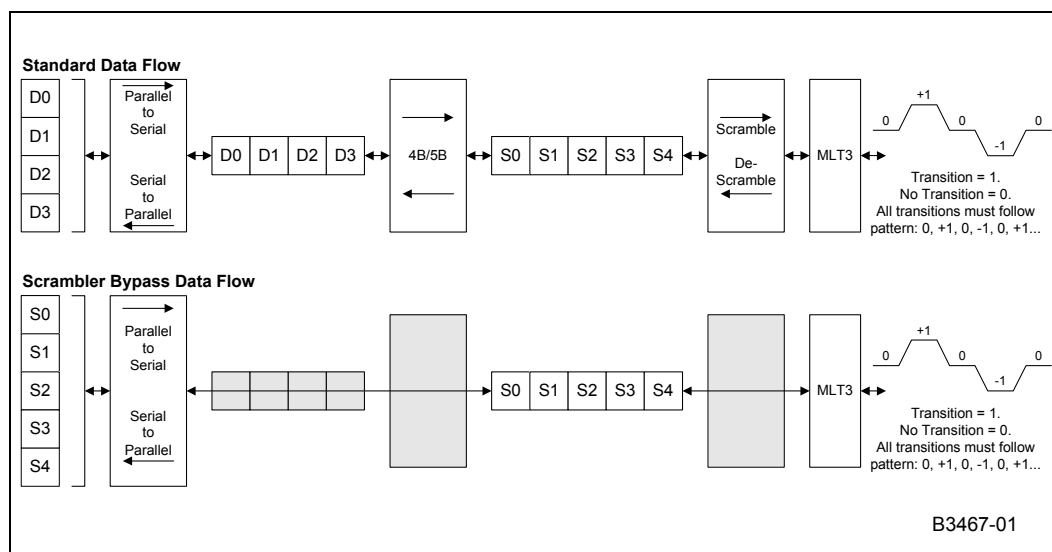 Standard Data Flow
D0
D1
D2
D3
Parallel
to
Serial
Serial
to
Parallel
D0 D1 D2 D3
4B/5B
S0 S1 S2 S3 S4
Scramble
De-
Scramble
MLT3
0 +1 0 -1 0
Transition = 1.
No Transition = 0.
All transitions must follow
pattern: 0, +1, 0, -1, 0, +1...
Scrambler Bypass Data Flow
S0
S1
S2
S3
S4
Parallel
to
Serial
Serial
to
Parallel
S0 S1 S2 S3 S4
MLT3
0 +1 0 -1 0
Transition = 1.
No Transition = 0.
All transitions must follow
pattern: 0, +1, 0, -1, 0, +1...
B3467-01